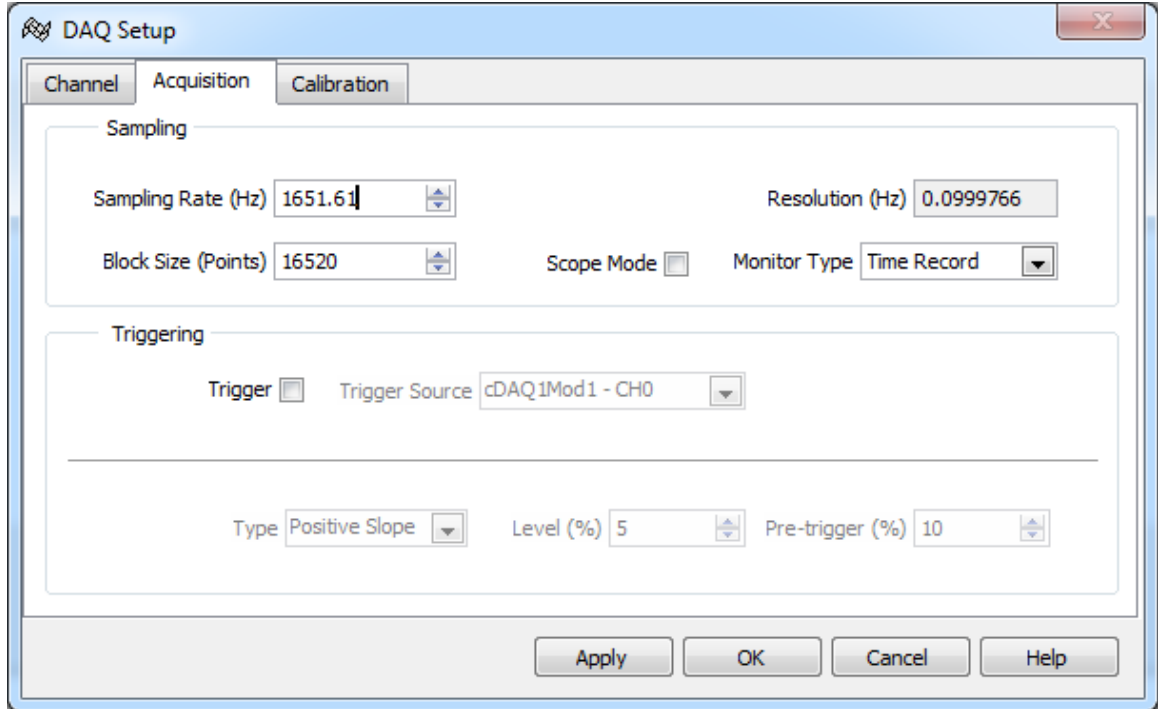 DAQ Setup
Channel Acquisition Calibration
Sampling
Sampling Rate (Hz) 1651.61 Resolution (Hz) 0.0999766
Block Size (Points) 16520 Scope Mode Monitor Type Time Record
Triggering
Trigger Trigger Source cDAQ1Mod1 - CH0
Type Positive Slope Level (%) 5 Pre-trigger (%) 10
Apply OK Cancel Help